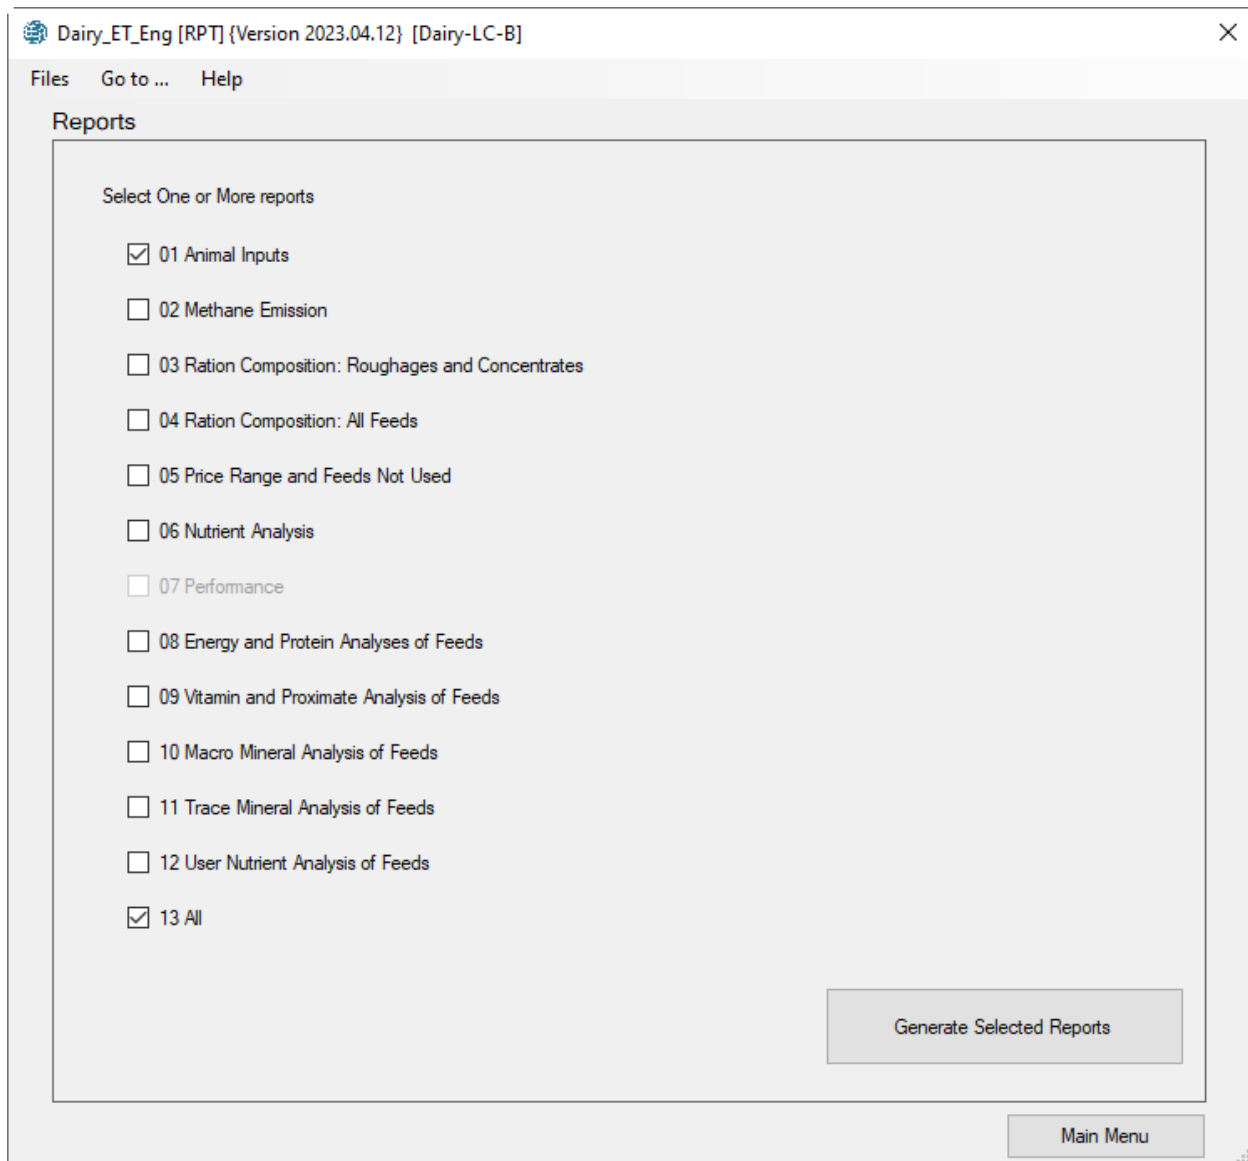 Dairy_ET_Eng [RPT] {Version 2023.04.12} [Dairy-LC-B]
Files Go to ... Help
Reports
Select One or More reports
01 Animal Inputs
02 Methane Emission
03 Ration Composition: Roughages and Concentrates
04 Ration Composition: All Feeds
05 Price Range and Feeds Not Used
06 Nutrient Analysis
07 Performance
08 Energy and Protein Analyses of Feeds
09 Vitamin and Proximate Analysis of Feeds
10 Macro Mineral Analysis of Feeds
11 Trace Mineral Analysis of Feeds
12 User Nutrient Analysis of Feeds
13 All
Generate Selected Reports
Main Menu